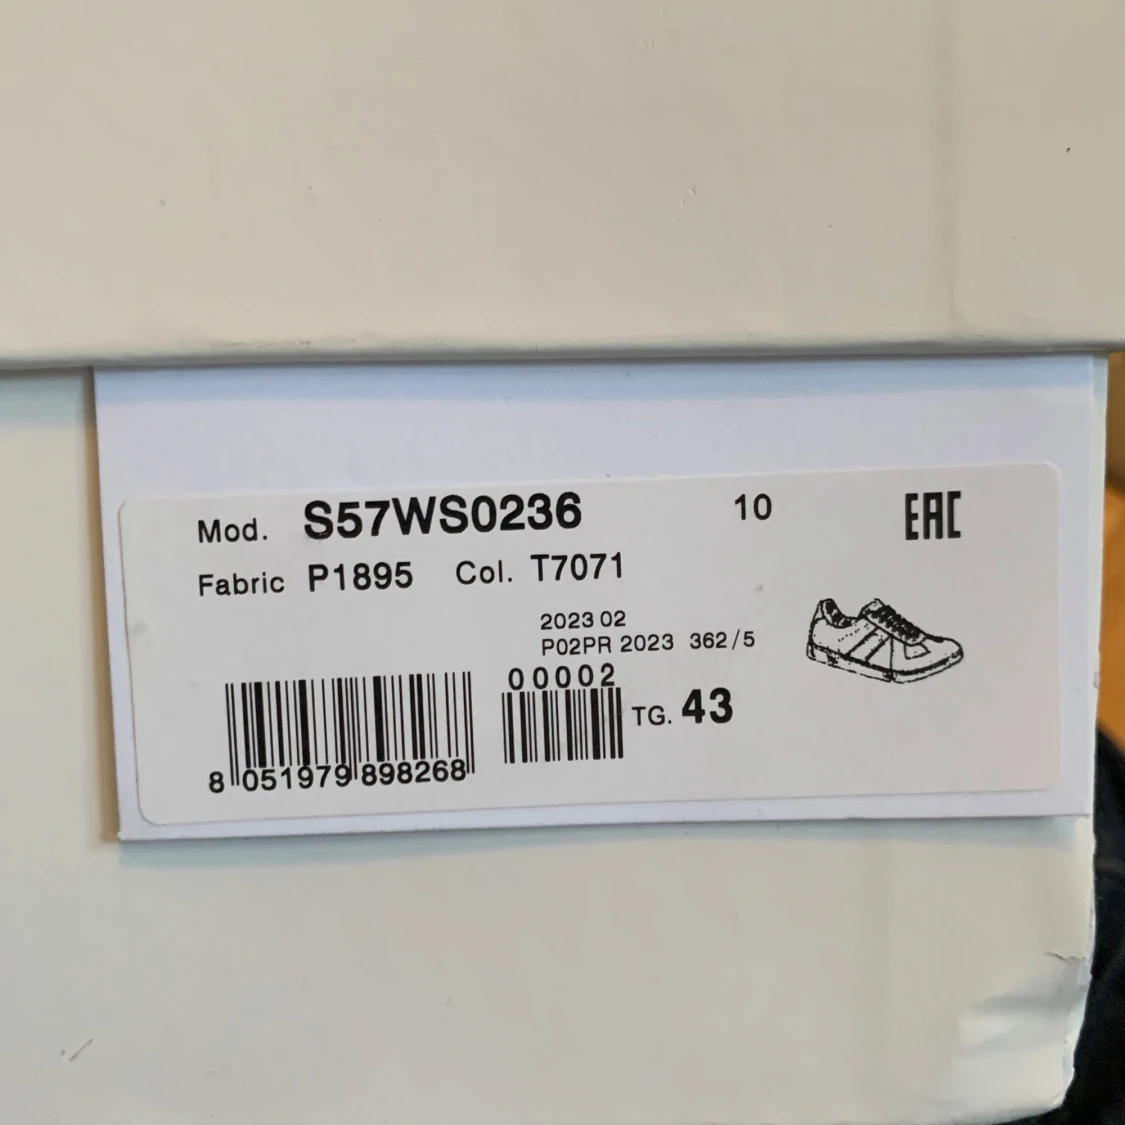 Mod. S57WS0236 10 EAC
Fabric P1895 Col. T7071
2023 02
P02PR 2023 362/5
00002
TG. 43
8 051979 898268